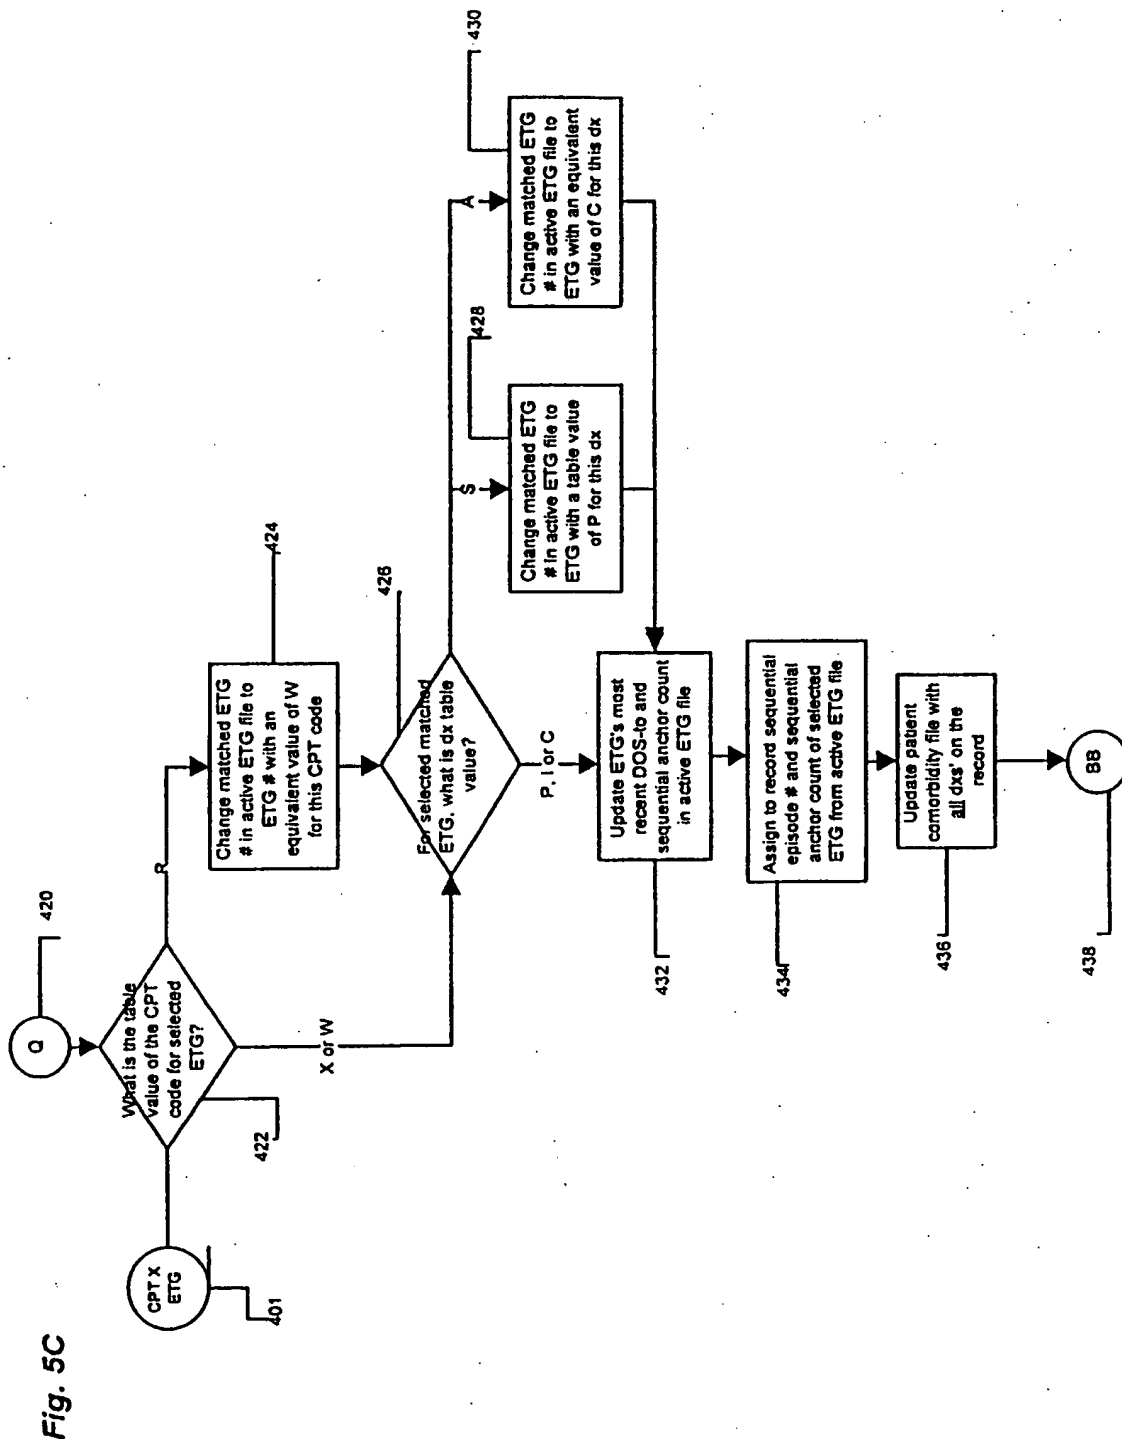 Fig. 5C
Q
420
What is the table
value of the CPT
code for selected
ETG?
422
CPT X
ETG
401
R
X or W
Change matched ETG
# in active ETG file to
ETG # with an
equivalent value of W
for this CPT code
424
For selected matched
ETG, what is dx table
value?
426
S
A
P, I or C
Change matched ETG
# in active ETG file to
ETG with a table value
of P for this dx
428
Change matched ETG
# in active ETG file to
ETG with an equivalent
value of C for this dx
430
Update ETG's most
recent DOS-to and
sequential anchor count
in active ETG file
432
Assign to record sequential
episode # and sequential
anchor count of selected
ETG from active ETG file
434
Update patient
comorbidity file with
all dxs' on the
record
436
BB
438